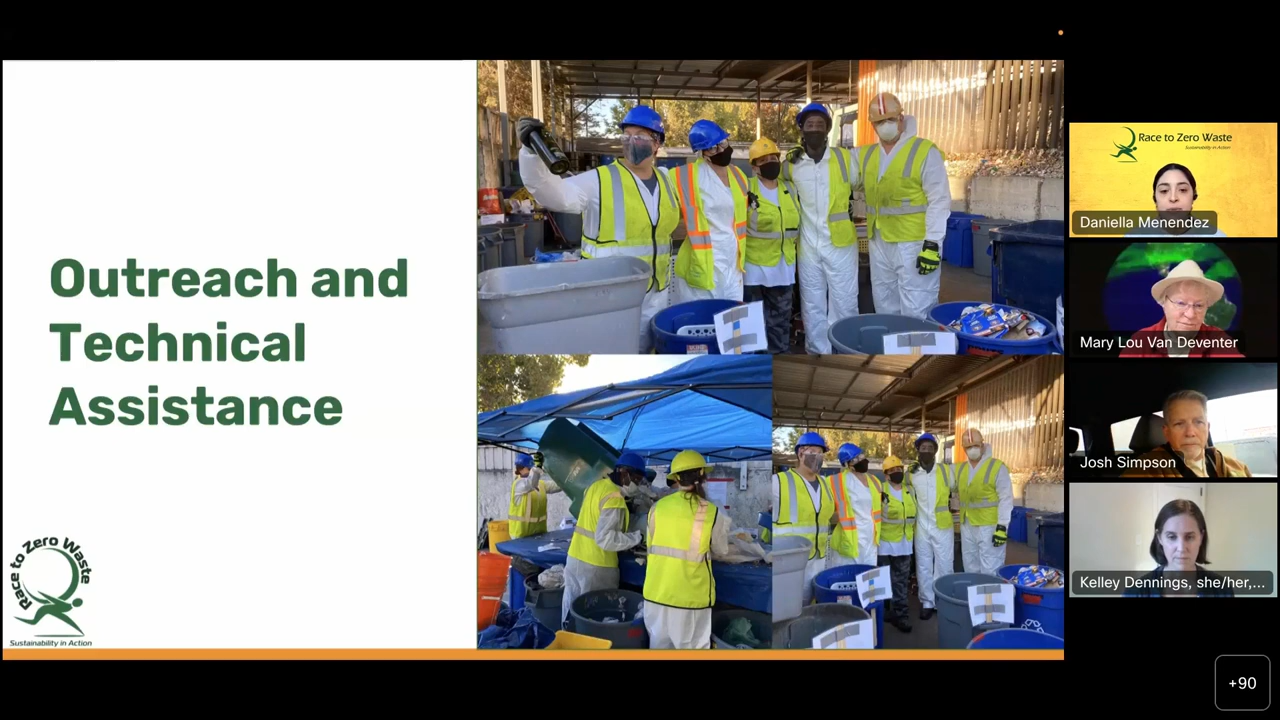 Outreach and
Technical
Assistance
Race to Zero Waste
Sustainability in Action
Race to Zero Waste
Sustainability in Action
Daniella Menendez
Mary Lou Van Deventer
Josh Simpson
Kelley Dennings, she/her,...
+90